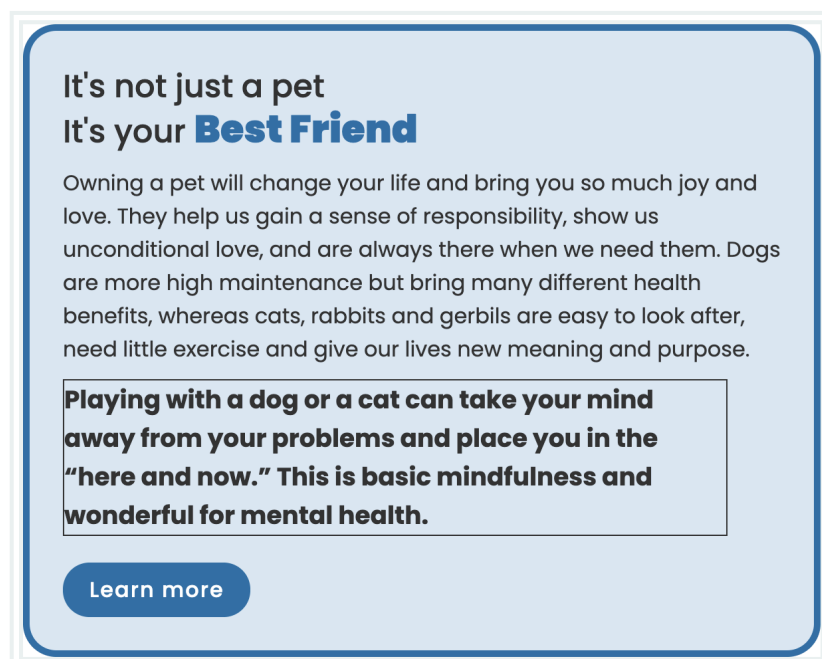 It's not just a pet
It's your Best Friend
Owning a pet will change your life and bring you so much joy and
love. They help us gain a sense of responsibility, show us
unconditional love, and are always there when we need them. Dogs
are more high maintenance but bring many different health
benefits, whereas cats, rabbits and gerbils are easy to look after,
need little exercise and give our lives new meaning and purpose.
Playing with a dog or a cat can take your mind
away from your problems and place you in the
“here and now.” This is basic mindfulness and
wonderful for mental health.
Learn more